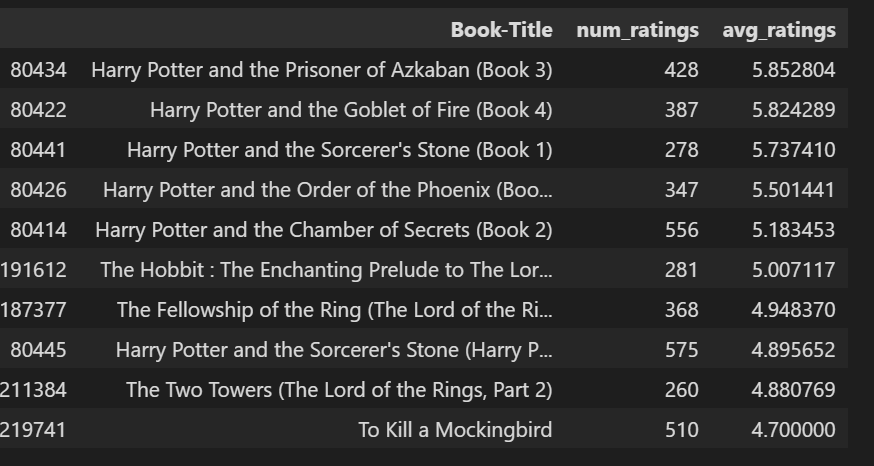 Book-Title num_ratings avg_ratings
80434 Harry Potter and the Prisoner of Azkaban (Book 3) 428 5.852804
80422 Harry Potter and the Goblet of Fire (Book 4) 387 5.824289
80441 Harry Potter and the Sorcerer's Stone (Book 1) 278 5.737410
80426 Harry Potter and the Order of the Phoenix (Boo... 347 5.501441
80414 Harry Potter and the Chamber of Secrets (Book 2) 556 5.183453
191612 The Hobbit : The Enchanting Prelude to The Lor... 281 5.007117
187377 The Fellowship of the Ring (The Lord of the Ri... 368 4.948370
80445 Harry Potter and the Sorcerer's Stone (Harry P... 575 4.895652
211384 The Two Towers (The Lord of the Rings, Part 2) 260 4.880769
219741 To Kill a Mockingbird 510 4.700000